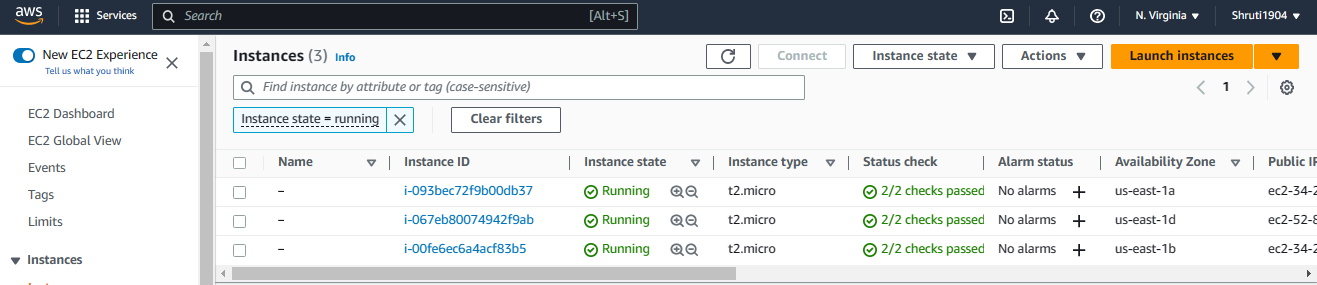 aws Services Search [Alt+S] N. Virginia Shruti1904
New EC2 Experience
Tell us what you think
EC2 Dashboard
EC2 Global View
Events
Tags
Limits
Instances
Instances (3) Info Connect Instance state Actions Launch instances
Find instance by attribute or tag (case-sensitive) 1
Instance state = running Clear filters
Name Instance ID Instance state Instance type Status check Alarm status Availability Zone Public IP
– i-093bec72f9b00db37 Running t2.micro 2/2 checks passed No alarms + us-east-1a ec2-34-2
– i-067eb80074942f9ab Running t2.micro 2/2 checks passed No alarms + us-east-1d ec2-52-8
– i-00fe6ec6a4acf83b5 Running t2.micro 2/2 checks passed No alarms + us-east-1b ec2-34-2